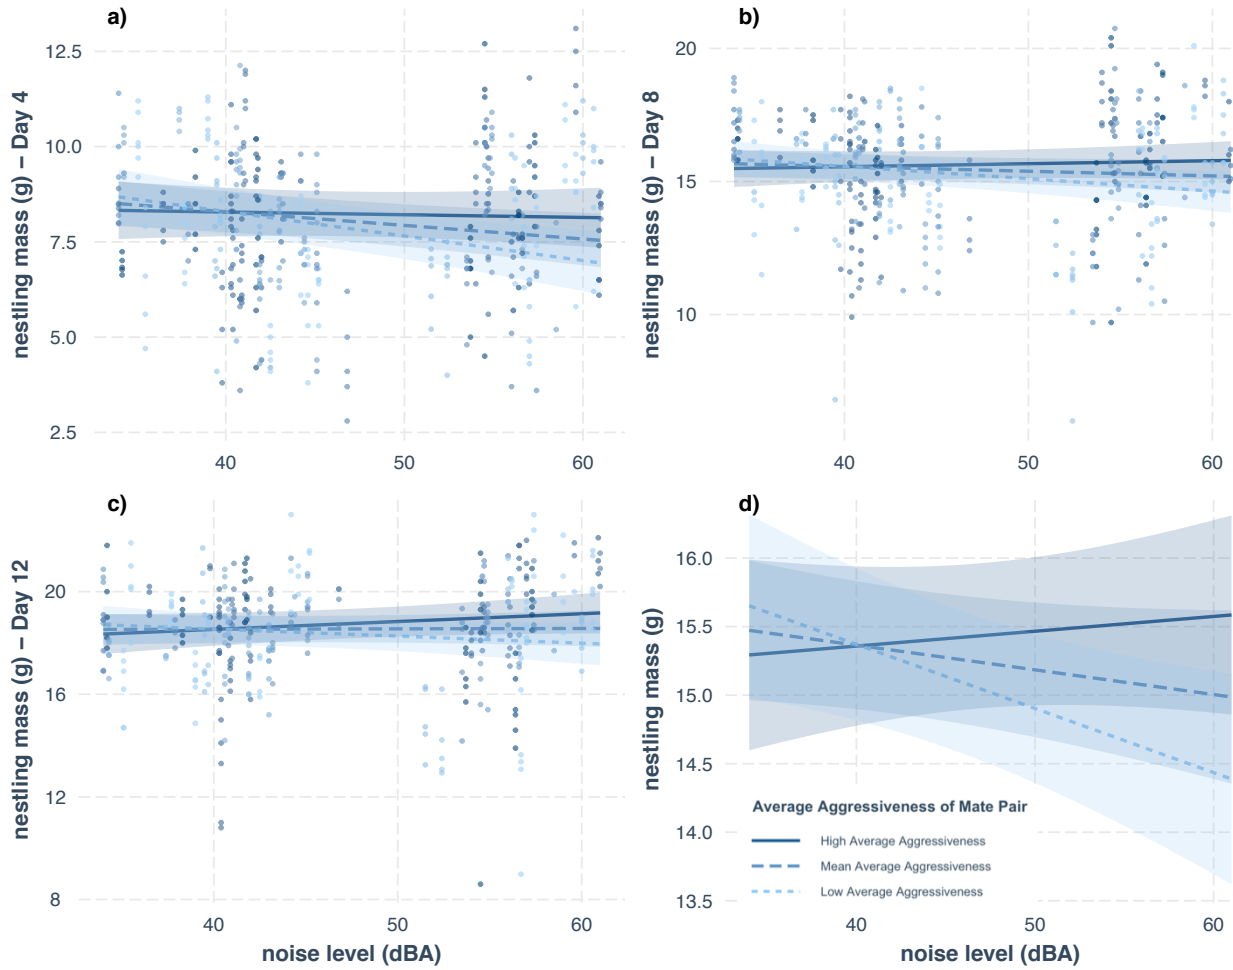 a)
nestling mass (g) – Day 4
12.5
10.0
7.5
5.0
2.5
40
50
60
b)
nestling mass (g) – Day 8
20
15
10
40
50
60
c)
nestling mass (g) – Day 12
20
16
12
8
40
50
60
noise level (dBA)
d)
nestling mass (g)
16.0
15.5
15.0
14.5
14.0
13.5
Average Aggressiveness of Mate Pair
High Average Aggressiveness
Mean Average Aggressiveness
Low Average Aggressiveness
40
50
60
noise level (dBA)